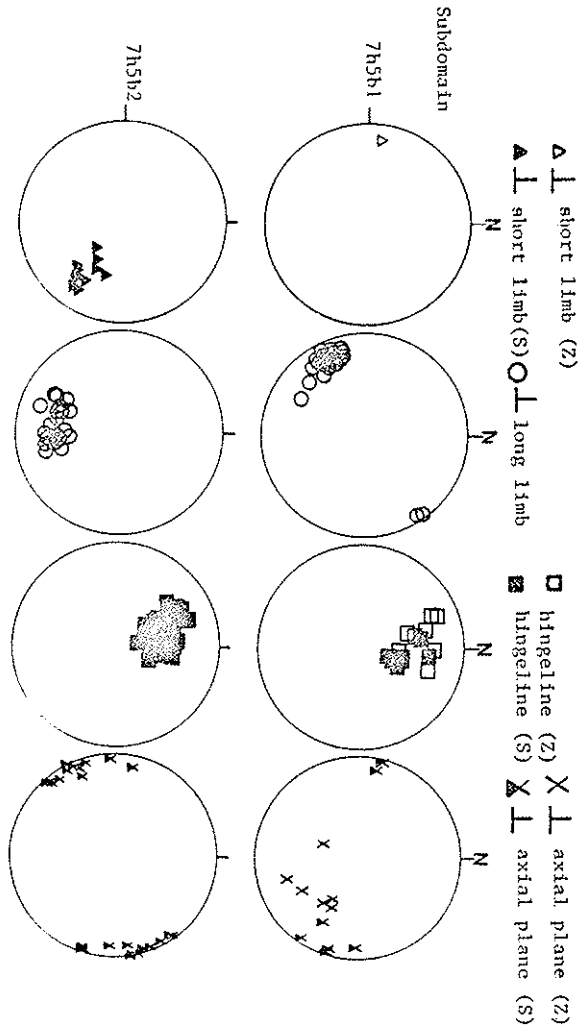 △ ⊥ short limb (Z) □ hingeline (Z) X ⊥ axial plane (Z)
▲ ⊥ short limb(S) ○ ⊥ long limb ■ hingeline (S) ⊥ axial plane (S)
Subdomain
N N N N
7h5b1
7h5b2